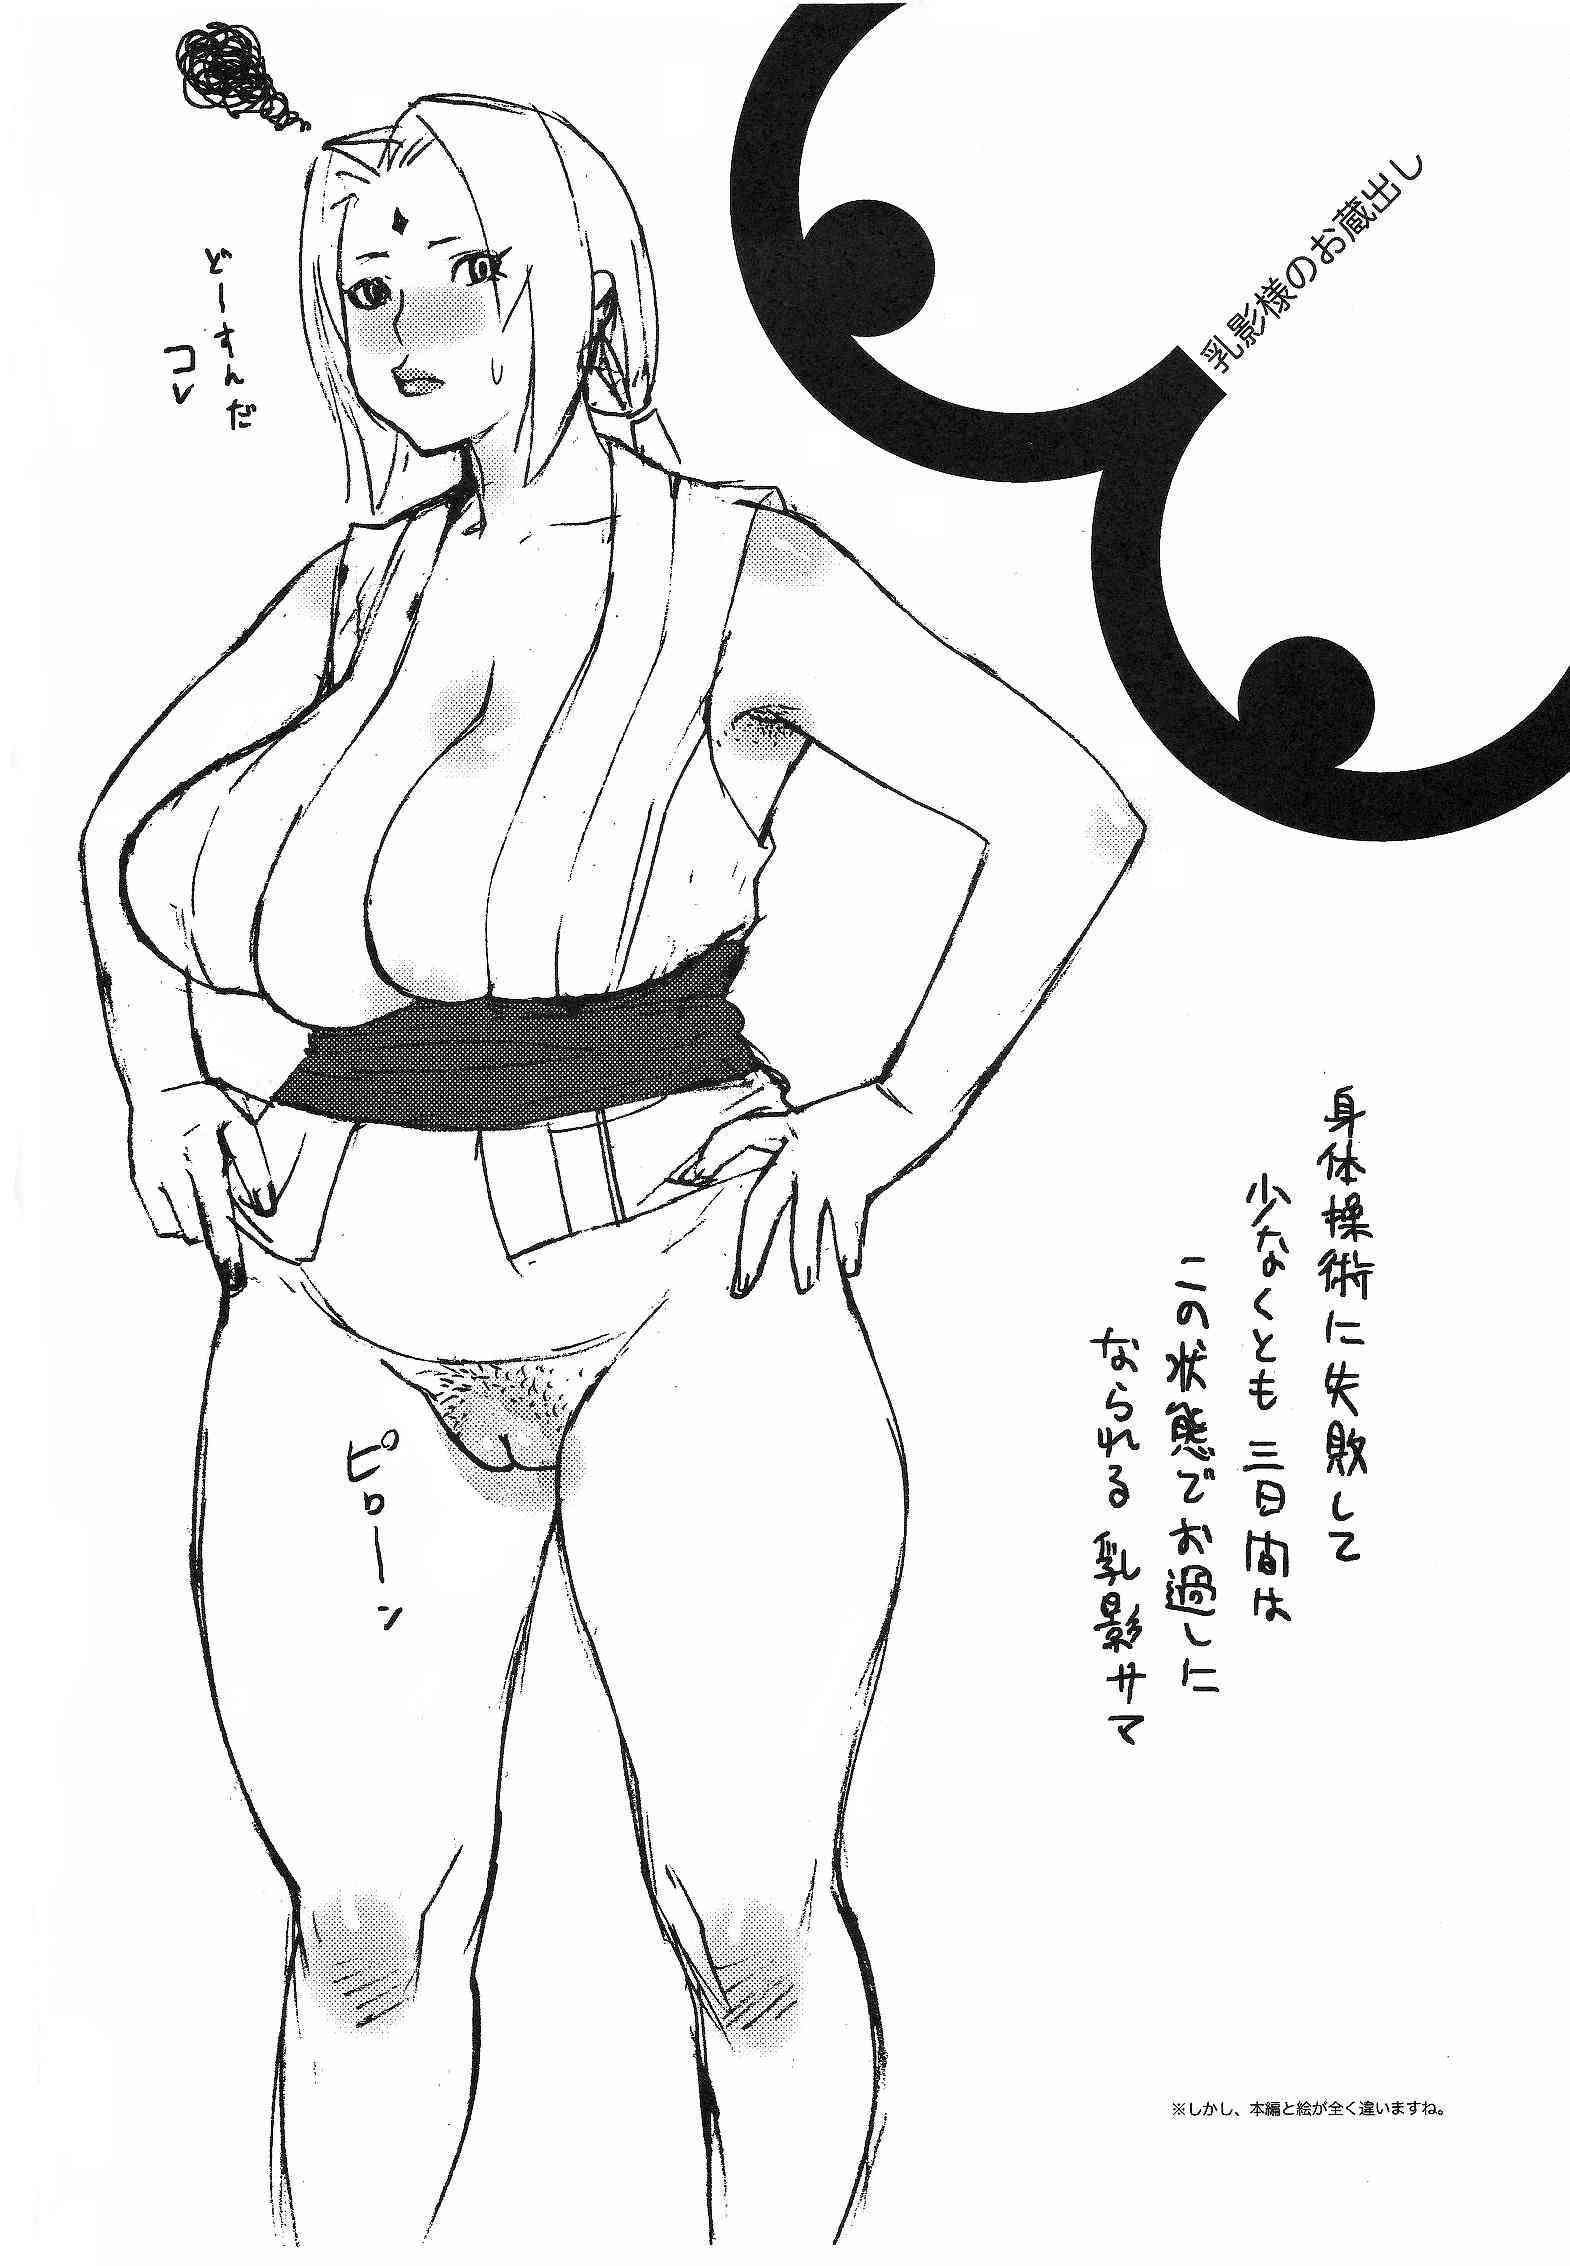 乳影様のお蔵出し
どーすんだ
コレ
身体操術に失敗して
少なくとも三日間は
この状態でお過しに
なられる乳影サマ
ピローーン
※しかし、本編と絵が全く違いますね。